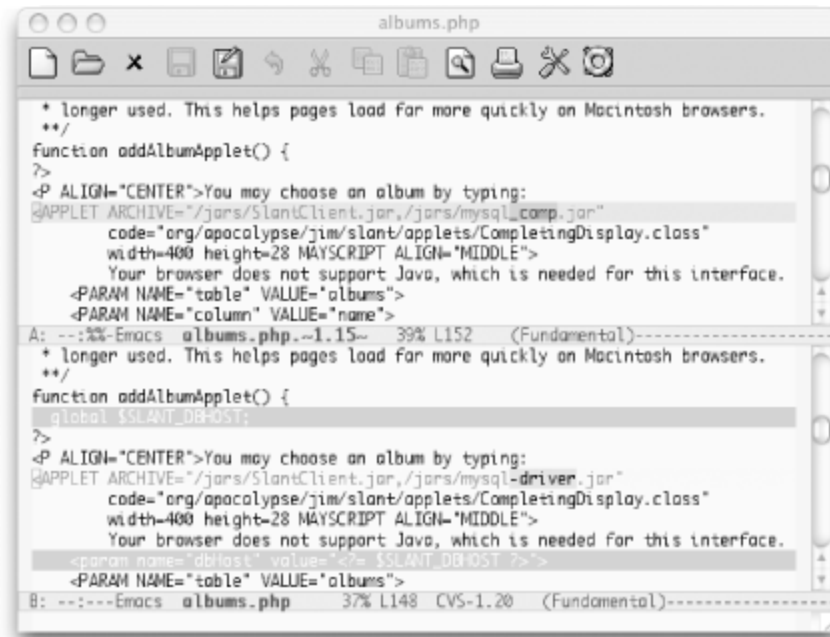 albums.php
* longer used. This helps pages load far more quickly on Macintosh browsers.
**/
function addAlbumApplet() {
?>
<P ALIGN="CENTER">You may choose an album by typing:
<APPLET ARCHIVE="/jars/SlantClient.jar,/jars/mysql_comp.jar"
code="org/apocalypse/jim/slant/applets/CompletingDisplay.class"
width=400 height=28 MAYSCRIPT ALIGN="MIDDLE">
Your browser does not support Java, which is needed for this interface.
<PARAM NAME="table" VALUE="albums">
<PARAM NAME="column" VALUE="name">
A: --:%%-Emacs albums.php.~1.15~ 39% L152 (Fundamental)--------------------
* longer used. This helps pages load far more quickly on Macintosh browsers.
**/
function addAlbumApplet() {
global $SLANT_DBHOST;
?>
<P ALIGN="CENTER">You may choose an album by typing:
<APPLET ARCHIVE="/jars/SlantClient.jar,/jars/mysql-driver.jar"
code="org/apocalypse/jim/slant/applets/CompletingDisplay.class"
width=400 height=28 MAYSCRIPT ALIGN="MIDDLE">
Your browser does not support Java, which is needed for this interface.
<param name="dbHost" value="<?= $SLANT_DBHOST ?>">
<PARAM NAME="table" VALUE="albums">
B: --:---Emacs albums.php 37% L148 CVS-1.20 (Fundamental)-----------------